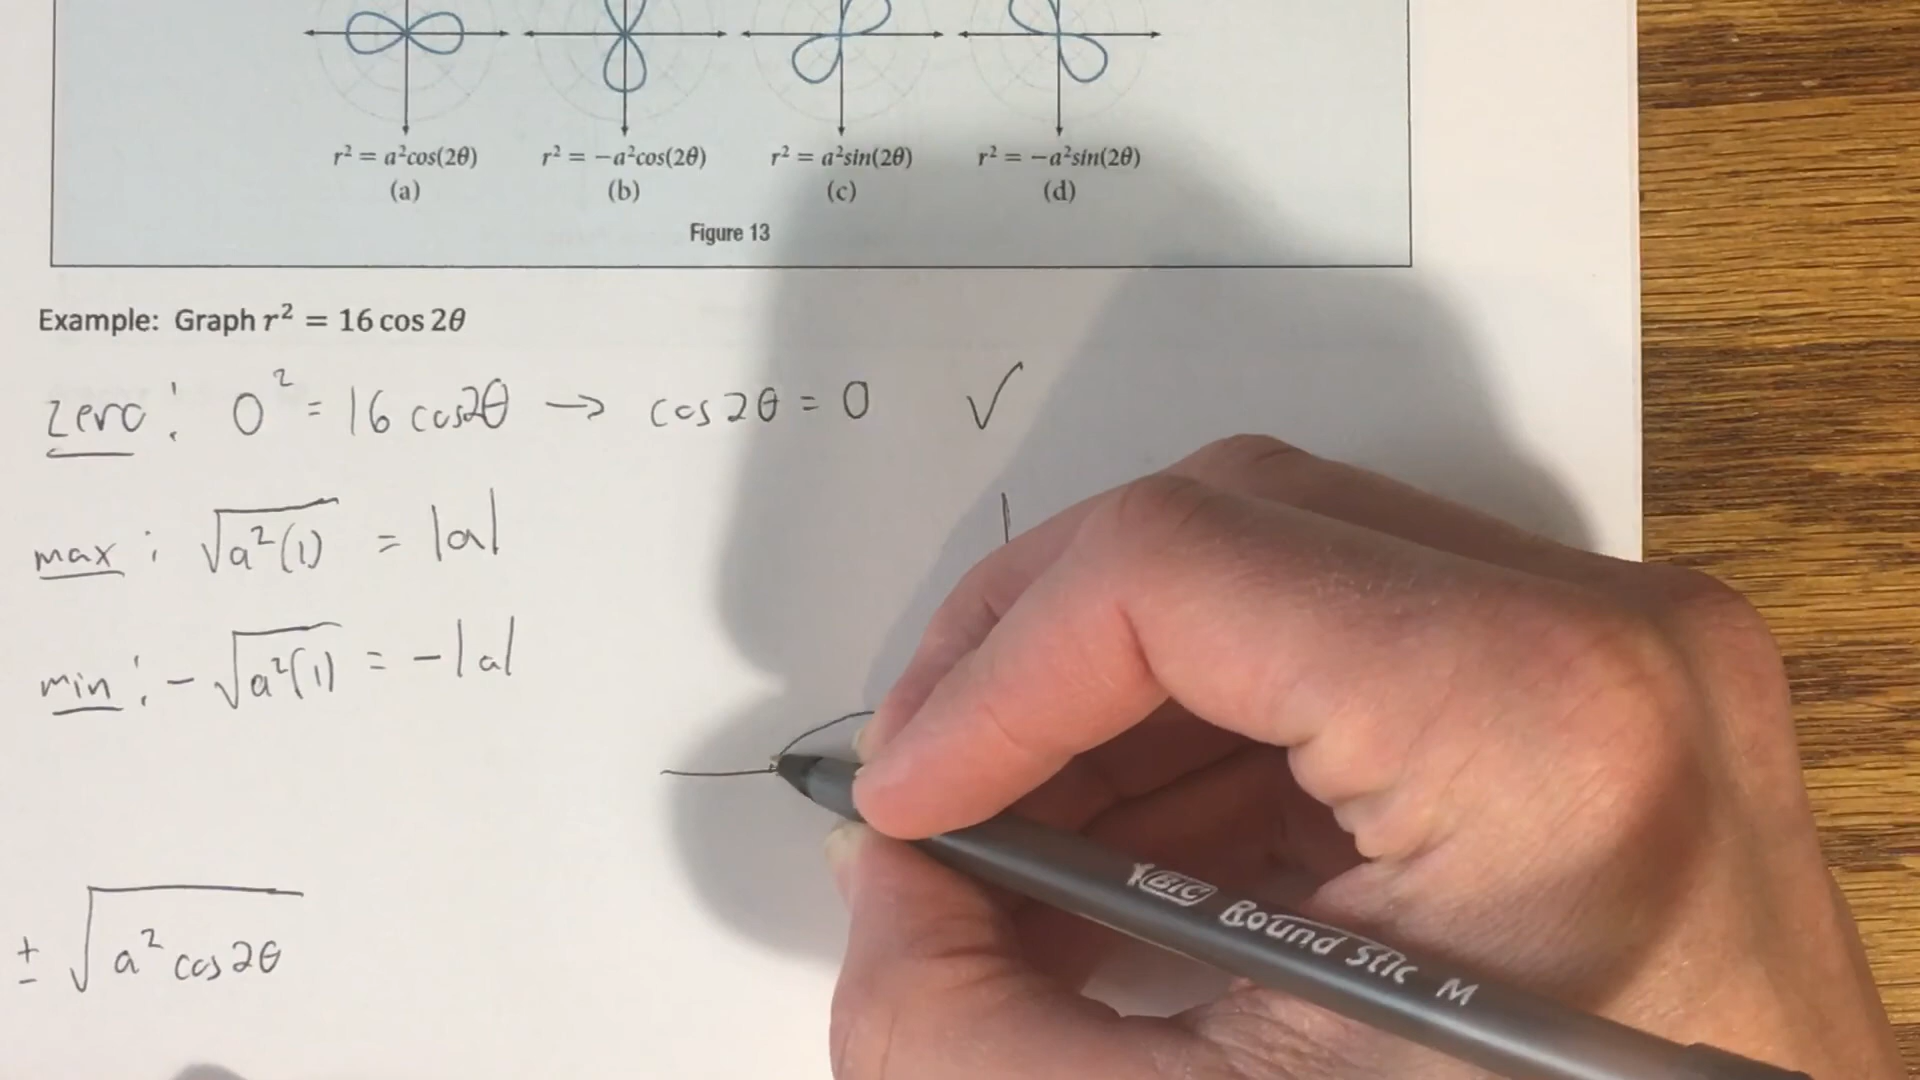 r² = a²cos(2θ) r² = −a²cos(2θ) r² = a²sin(2θ) r² = −a²sin(2θ)
(a) (b) (c) (d)
Figure 13
Example: Graph r² = 16 cos 2θ
zero: 0² = 16 cos2θ → cos 2θ = 0 ✓
max: √a²(1) = |a|
min: -√a²(1) = -|a|
± √a² cos 2θ
BIC Round Stic M